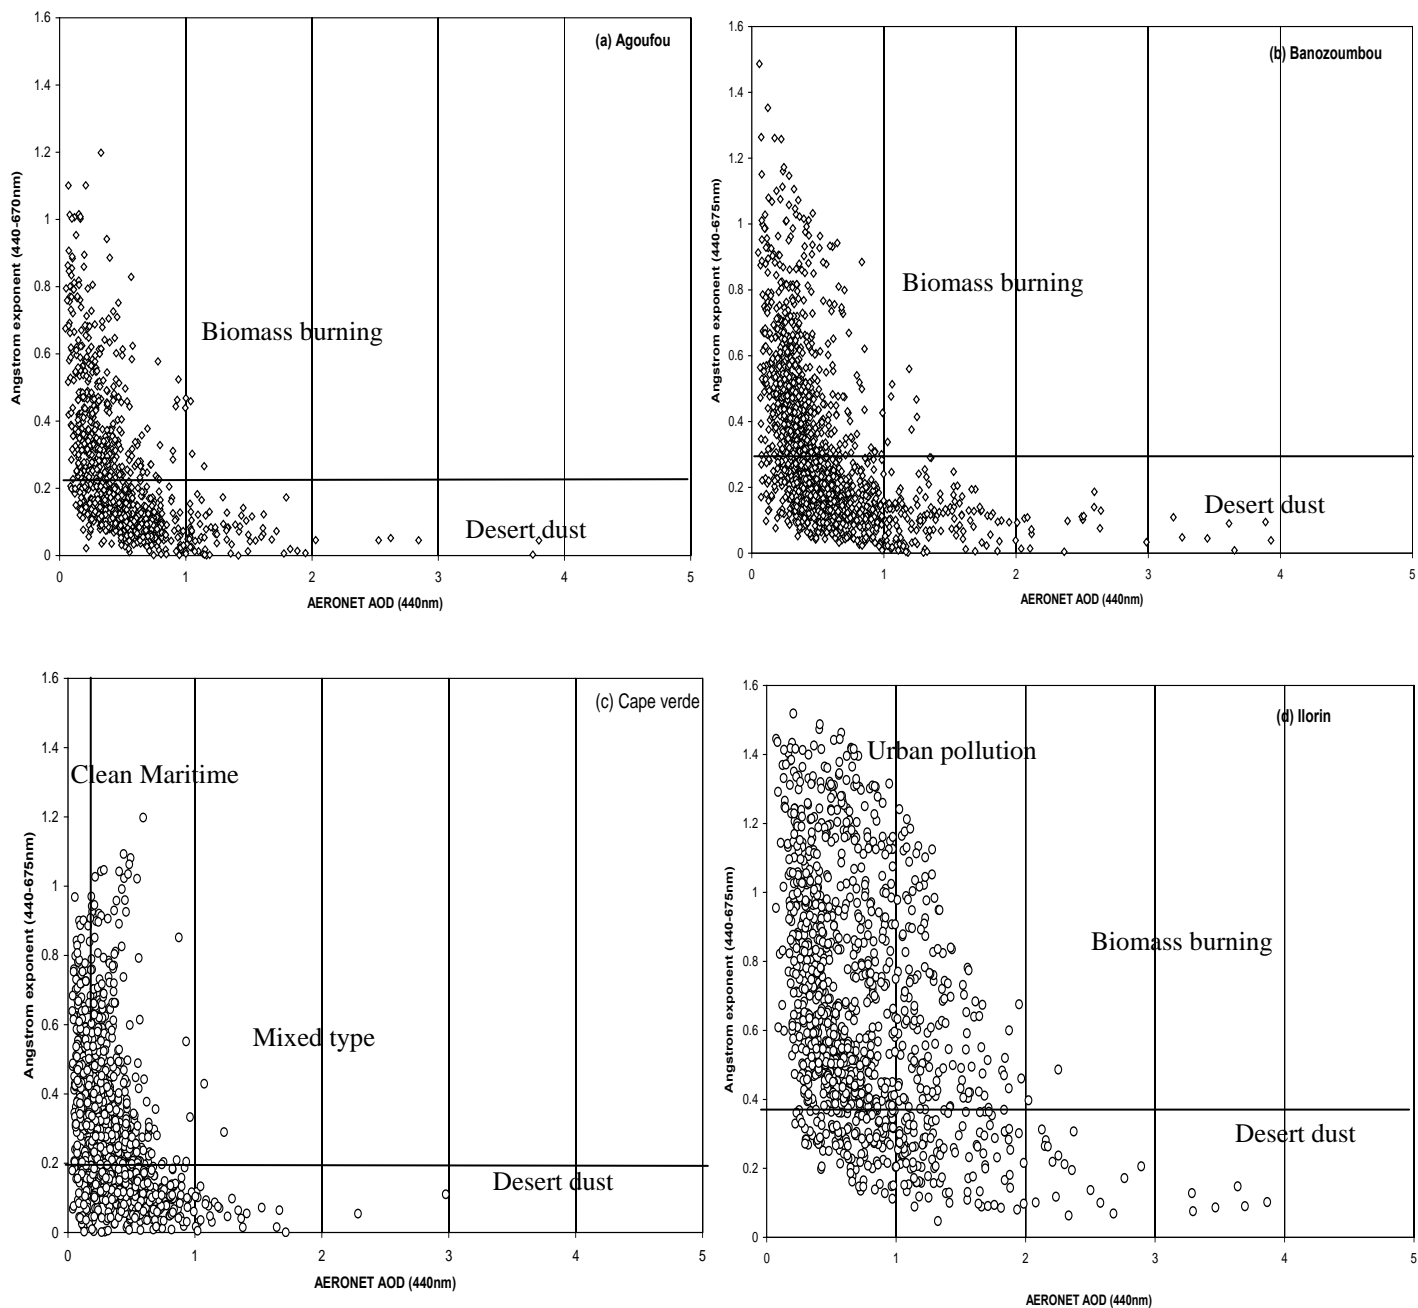 (a) Agoufou
1.6
1.4
1.2
1
0.8
0.6
0.4
0.2
0
Angstrom exponent (440-670nm)
Biomass burning
Desert dust
0 1 2 3 4 5
AERONET AOD (440nm)
(b) Banozoumbou
1.6
1.4
1.2
1
0.8
0.6
0.4
0.2
0
Angstrom exponent (440-675nm)
Biomass burning
Desert dust
0 1 2 3 4 5
AERONET AOD (440nm)
(c) Cape verde
1.6
1.4
1.2
1
0.8
0.6
0.4
0.2
0
Angstrom exponent (440-675nm)
Clean Maritime
Mixed type
Desert dust
0 1 2 3 4 5
AERONET AOD (440nm)
(d) Ilorin
1.6
1.4
1.2
1
0.8
0.6
0.4
0.2
0
Angstrom exponent (440-675nm)
Urban pollution
Biomass burning
Desert dust
0 1 2 3 4 5
AERONET AOD (440nm)